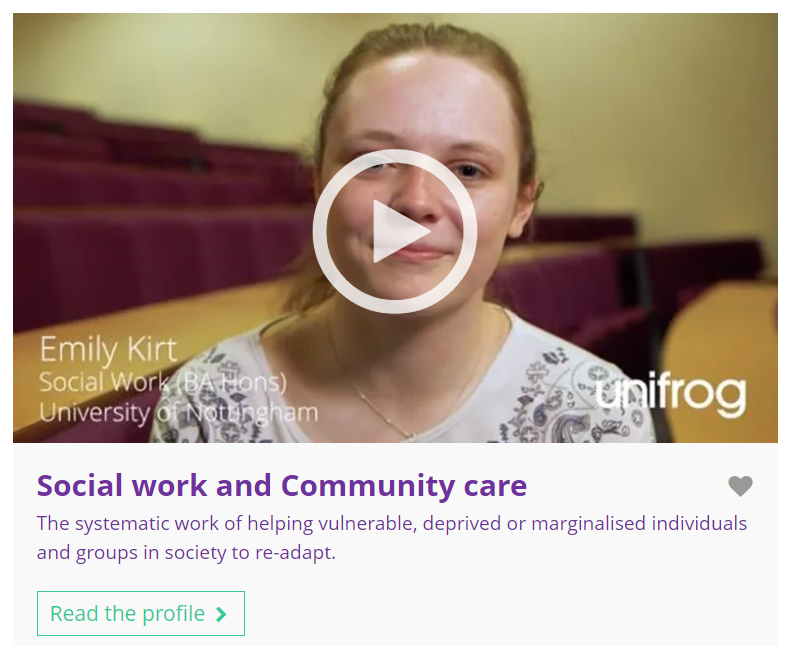 Emily Kirt
Social Work (BA Hons)
University of Nottingham
unifrog
Social work and Community care
The systematic work of helping vulnerable, deprived or marginalised individuals
and groups in society to re-adapt.
Read the profile